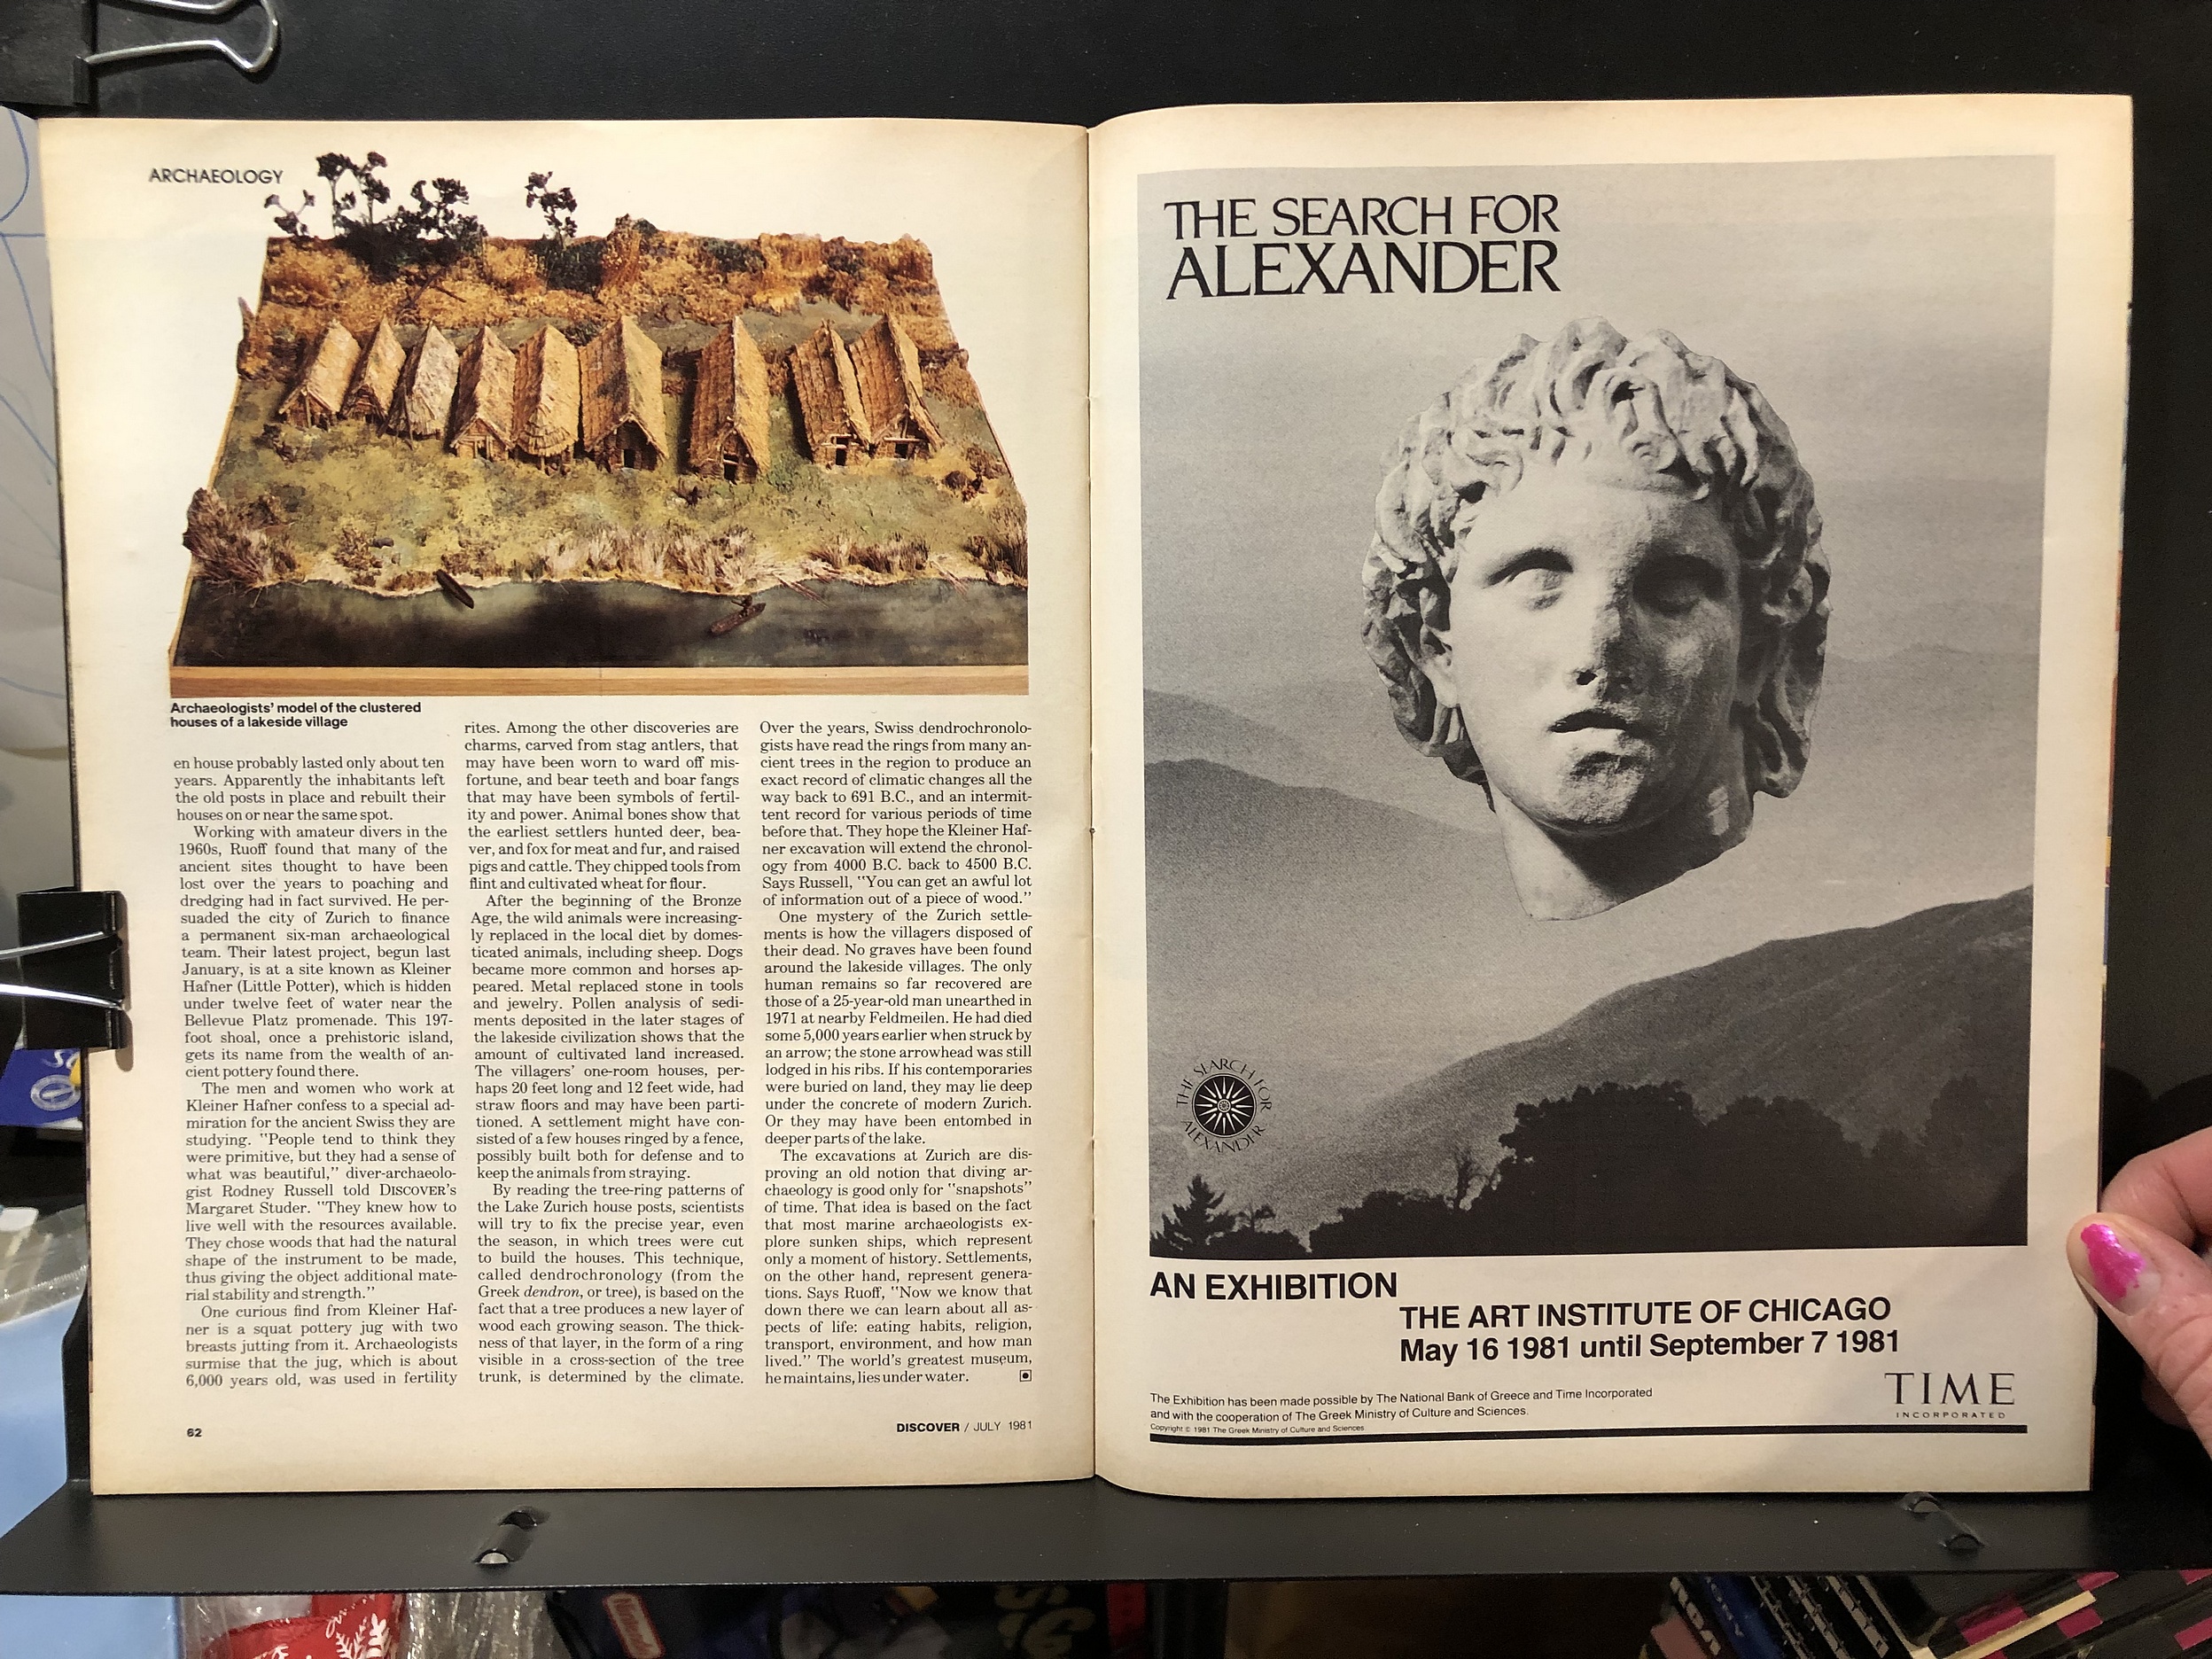 ARCHAEOLOGY
Archaeologists' model of the clustered
houses of a lakeside village
en house probably lasted only about ten
years. Apparently the inhabitants left
the old posts in place and rebuilt their
houses on or near the same spot.
Working with amateur divers in the
1960s, Ruoff found that many of the
ancient sites thought to have been
lost over the years to poaching and
dredging had in fact survived. He per-
suaded the city of Zurich to finance
a permanent six-man archaeological
team. Their latest project, begun last
January, is at a site known as Kleiner
Hafner (Little Potter), which is hidden
under twelve feet of water near the
Bellevue Platz promenade. This 197-
foot shoal, once a prehistoric island,
gets its name from the wealth of an-
cient pottery found there.
The men and women who work at
Kleiner Hafner confess to a special ad-
miration for the ancient Swiss they are
studying. "People tend to think they
were primitive, but they had a sense of
what was beautiful," diver-archaeolo-
gist Rodney Russell told DISCOVER'S
Margaret Studer. "They knew how to
live well with the resources available.
They chose woods that had the natural
shape of the instrument to be made,
thus giving the object additional mate-
rial stability and strength."
One curious find from Kleiner Haf-
ner is a squat pottery jug with two
breasts jutting from it. Archaeologists
surmise that the jug, which is about
6,000 years old, was used in fertility
rites. Among the other discoveries are
charms, carved from stag antlers, that
may have been worn to ward off mis-
fortune, and bear teeth and boar fangs
that may have been symbols of fertil-
ity and power. Animal bones show that
the earliest settlers hunted deer, bea-
ver, and fox for meat and fur, and raised
pigs and cattle. They chipped tools from
flint and cultivated wheat for flour.
After the beginning of the Bronze
Age, the wild animals were increasing-
ly replaced in the local diet by domes-
ticated animals, including sheep. Dogs
became more common and horses ap-
peared. Metal replaced stone in tools
and jewelry. Pollen analysis of sedi-
ments deposited in the later stages of
the lakeside civilization shows that the
amount of cultivated land increased.
The villagers' one-room houses, per-
haps 20 feet long and 12 feet wide, had
straw floors and may have been parti-
tioned. A settlement might have con-
sisted of a few houses ringed by a fence,
possibly built both for defense and to
keep the animals from straying.
By reading the tree-ring patterns of
the Lake Zurich house posts, scientists
will try to fix the precise year, even
the season, in which trees were cut
to build the houses. This technique,
called dendrochronology (from the
Greek dendron, or tree), is based on the
fact that a tree produces a new layer of
wood each growing season. The thick-
ness of that layer, in the form of a ring
visible in a cross-section of the tree
trunk, is determined by the climate.
Over the years, Swiss dendrochronolo-
gists have read the rings from many an-
cient trees in the region to produce an
exact record of climatic changes all the
way back to 691 B.C., and an intermit-
tent record for various periods of time
before that. They hope the Kleiner Haf-
ner excavation will extend the chronol-
ogy from 4000 B.C. back to 4500 B.C.
Says Russell, "You can get an awful lot
of information out of a piece of wood."
One mystery of the Zurich settle-
ments is how the villagers disposed of
their dead. No graves have been found
around the lakeside villages. The only
human remains so far recovered are
those of a 25-year-old man unearthed in
1971 at nearby Feldmeilen. He had died
some 5,000 years earlier when struck by
an arrow; the stone arrowhead was still
lodged in his ribs. If his contemporaries
were buried on land, they may lie deep
under the concrete of modern Zurich.
Or they may have been entombed in
deeper parts of the lake.
The excavations at Zurich are dis-
proving an old notion that diving ar-
chaeology is good only for "snapshots"
of time. That idea is based on the fact
that most marine archaeologists ex-
plore sunken ships, which represent
only a moment of history. Settlements,
on the other hand, represent genera-
tions. Says Ruoff, "Now we know that
down there we can learn about all as-
pects of life: eating habits, religion,
transport, environment, and how man
lived." The world's greatest museum,
he maintains, lies under water.
62
DISCOVER / JULY 1981
THE SEARCH FOR
ALEXANDER
THE SEARCH FOR
ALEXANDER
AN EXHIBITION
THE ART INSTITUTE OF CHICAGO
May 16 1981 until September 7 1981
The Exhibition has been made possible by The National Bank of Greece and Time Incorporated
and with the cooperation of The Greek Ministry of Culture and Sciences.
Copyright © 1981 The Greek Ministry of Culture and Sciences.
TIME
INCORPORATED